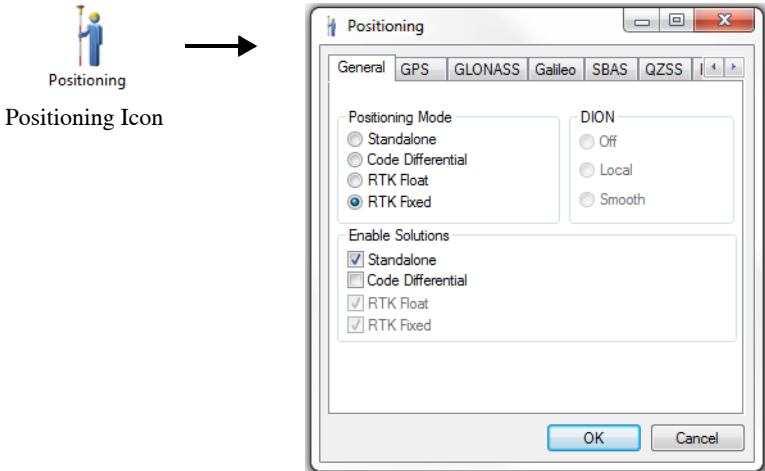 Positioning
Positioning Icon
Positioning
General GPS GLONASS Galileo SBAS QZSS
Positioning Mode
Standalone
Code Differential
RTK Float
RTK Fixed
DION
Off
Local
Smooth
Enable Solutions
Standalone
Code Differential
RTK Float
RTK Fixed
OK Cancel